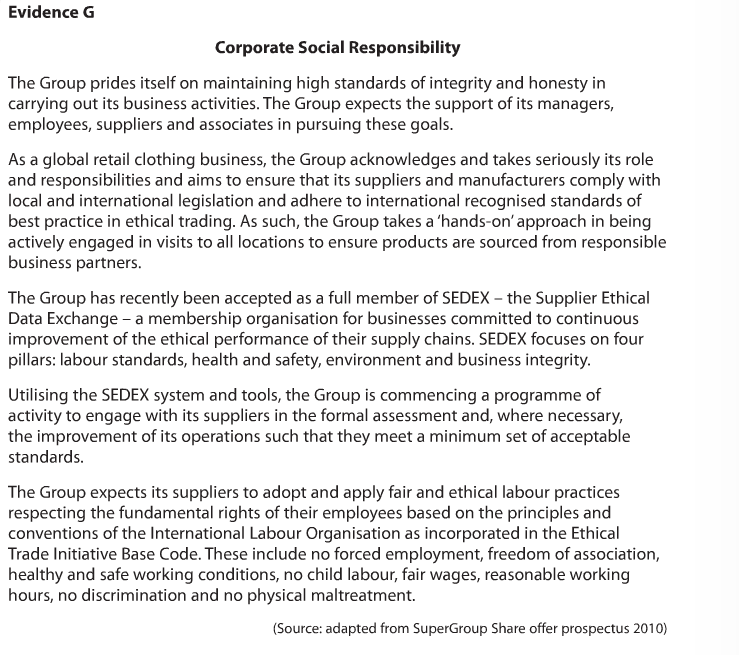 Evidence G
Corporate Social Responsibility
The Group prides itself on maintaining high standards of integrity and honesty in
carrying out its business activities. The Group expects the support of its managers,
employees, suppliers and associates in pursuing these goals.
As a global retail clothing business, the Group acknowledges and takes seriously its role
and responsibilities and aims to ensure that its suppliers and manufacturers comply with
local and international legislation and adhere to international recognised standards of
best practice in ethical trading. As such, the Group takes a ‘hands-on’ approach in being
actively engaged in visits to all locations to ensure products are sourced from responsible
business partners.
The Group has recently been accepted as a full member of SEDEX – the Supplier Ethical
Data Exchange – a membership organisation for businesses committed to continuous
improvement of the ethical performance of their supply chains. SEDEX focuses on four
pillars: labour standards, health and safety, environment and business integrity.
Utilising the SEDEX system and tools, the Group is commencing a programme of
activity to engage with its suppliers in the formal assessment and, where necessary,
the improvement of its operations such that they meet a minimum set of acceptable
standards.
The Group expects its suppliers to adopt and apply fair and ethical labour practices
respecting the fundamental rights of their employees based on the principles and
conventions of the International Labour Organisation as incorporated in the Ethical
Trade Initiative Base Code. These include no forced employment, freedom of association,
healthy and safe working conditions, no child labour, fair wages, reasonable working
hours, no discrimination and no physical maltreatment.
(Source: adapted from SuperGroup Share offer prospectus 2010)